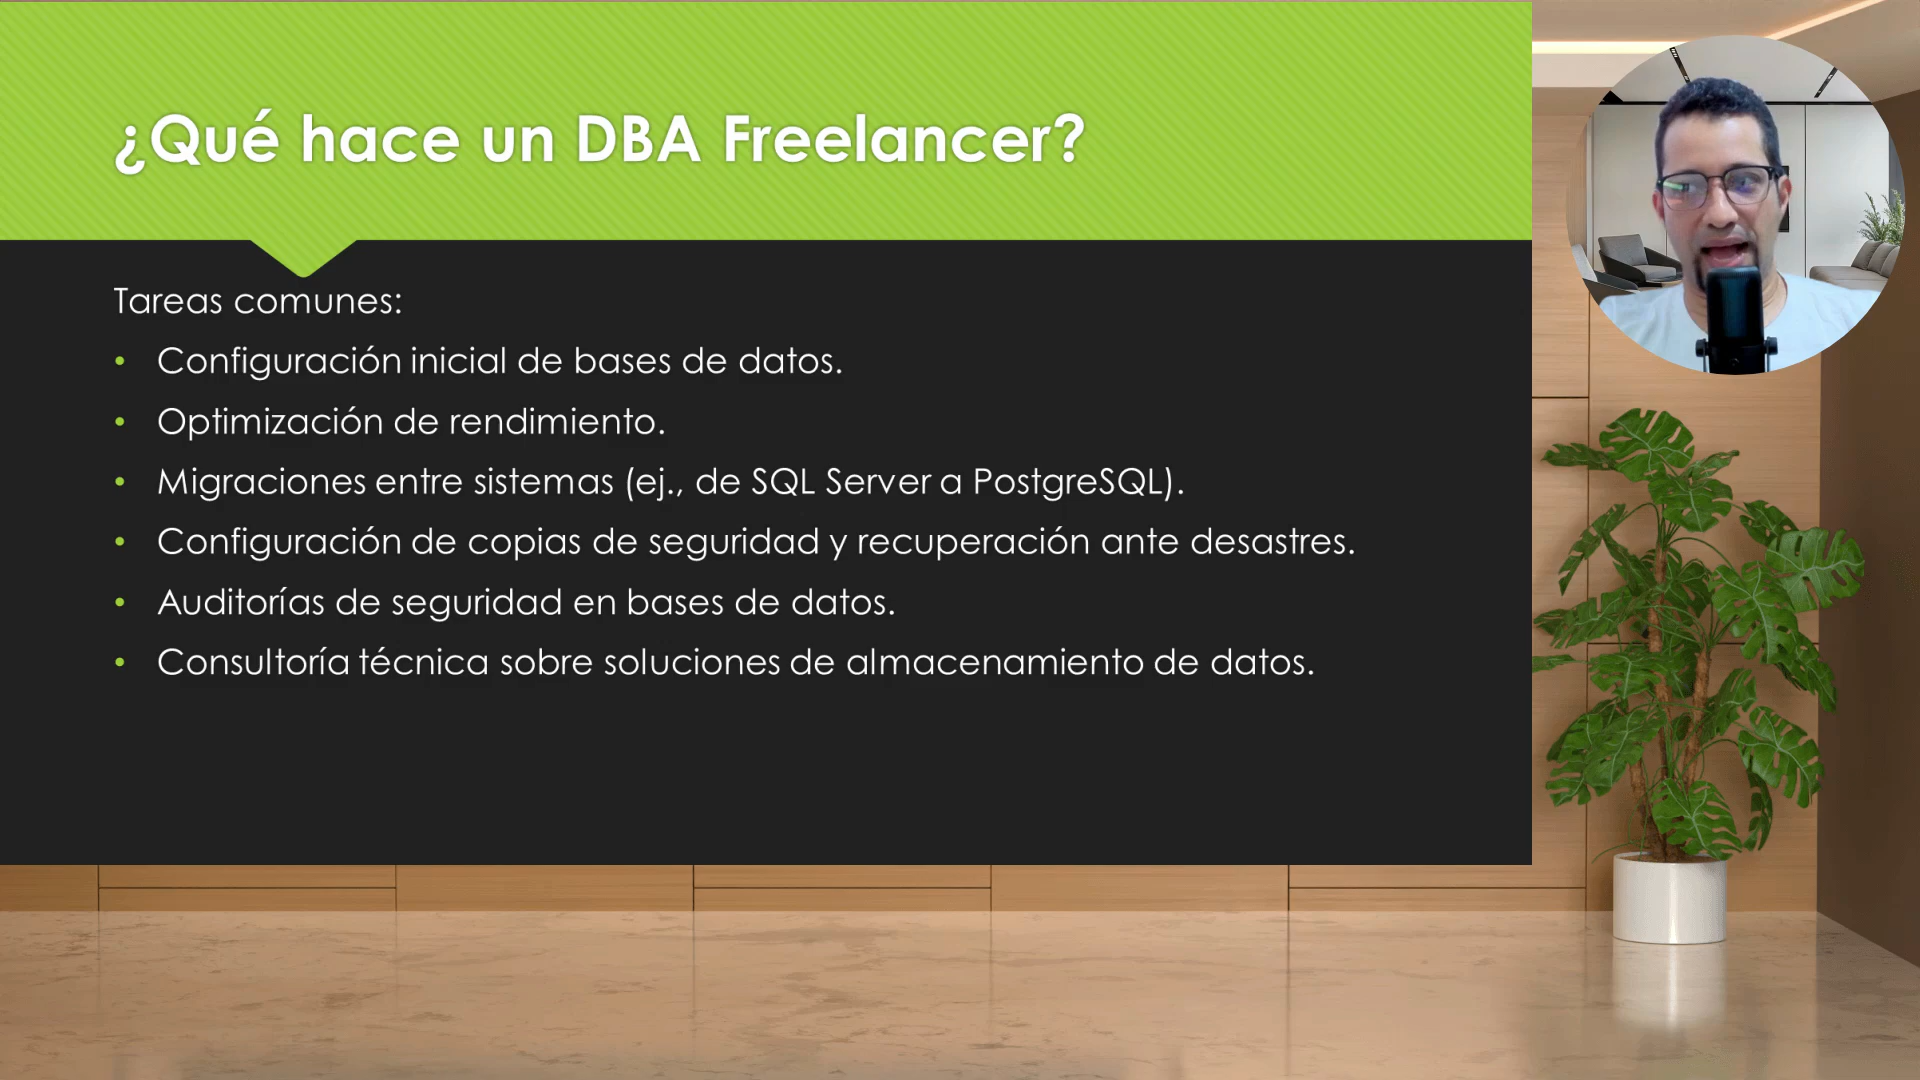 ¿Qué hace un DBA Freelancer?
Tareas comunes:
• Configuración inicial de bases de datos.
• Optimización de rendimiento.
• Migraciones entre sistemas (ej., de SQL Server a PostgreSQL).
• Configuración de copias de seguridad y recuperación ante desastres.
• Auditorías de seguridad en bases de datos.
• Consultoría técnica sobre soluciones de almacenamiento de datos.